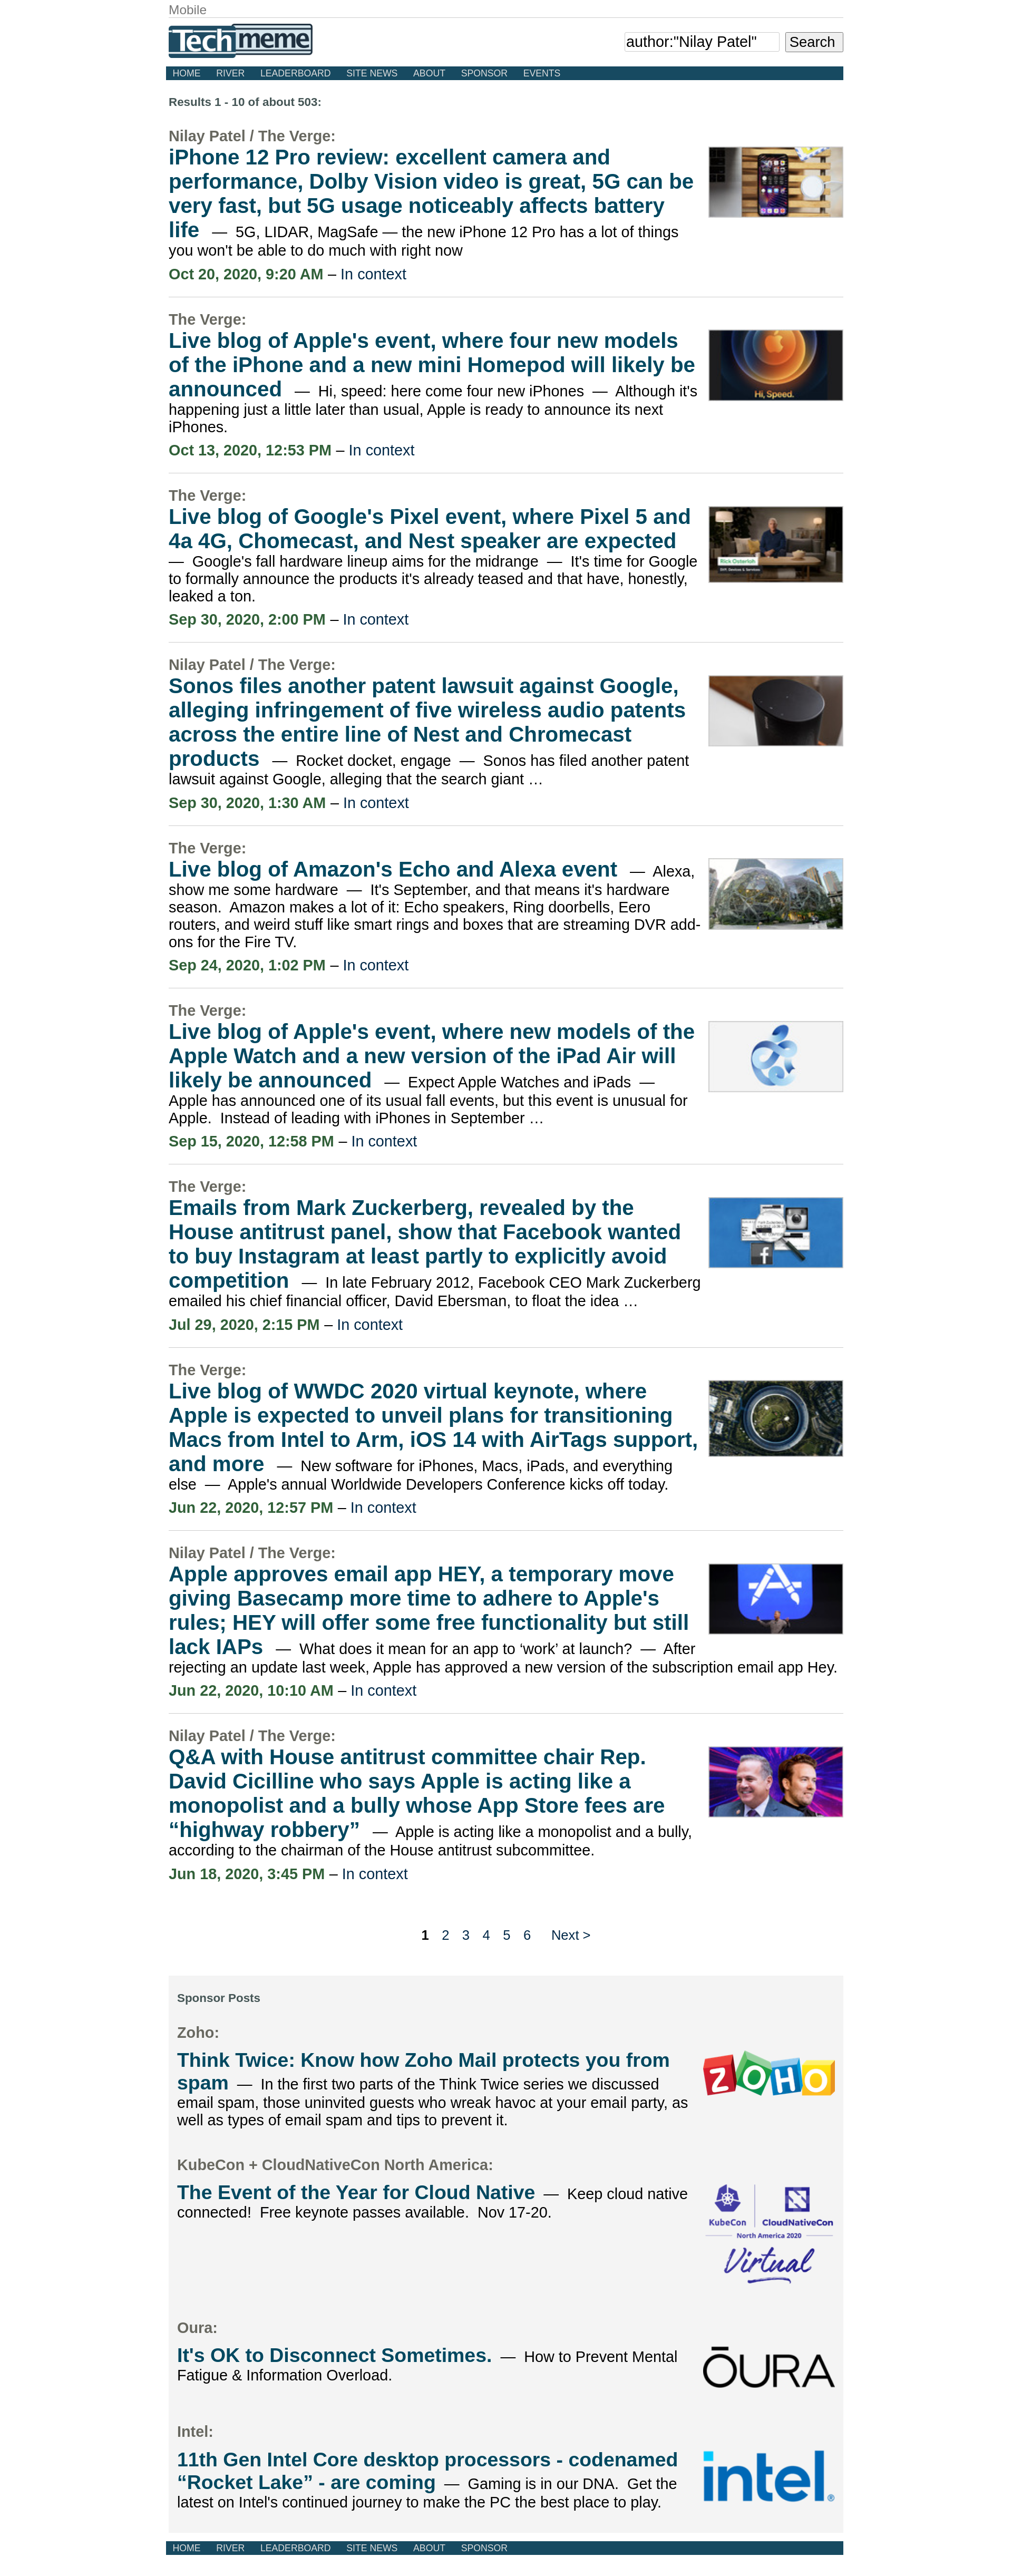 Mobile
Techmeme
author:"Nilay Patel"
Search
HOME RIVER LEADERBOARD SITE NEWS ABOUT SPONSOR EVENTS
Results 1 - 10 of about 503:
Nilay Patel / The Verge:
iPhone 12 Pro review: excellent camera and
performance, Dolby Vision video is great, 5G can be
very fast, but 5G usage noticeably affects battery
life — 5G, LIDAR, MagSafe — the new iPhone 12 Pro has a lot of things
you won't be able to do much with right now
Oct 20, 2020, 9:20 AM – In context
The Verge:
Live blog of Apple's event, where four new models
of the iPhone and a new mini Homepod will likely be
announced — Hi, speed: here come four new iPhones — Although it's
happening just a little later than usual, Apple is ready to announce its next
iPhones.
Hi, Speed.
Oct 13, 2020, 12:53 PM – In context
The Verge:
Live blog of Google's Pixel event, where Pixel 5 and
4a 4G, Chomecast, and Nest speaker are expected
— Google's fall hardware lineup aims for the midrange — It's time for Google
to formally announce the products it's already teased and that have, honestly,
leaked a ton.
Rick Osterloh
SVP, Devices & Services
Sep 30, 2020, 2:00 PM – In context
Nilay Patel / The Verge:
Sonos files another patent lawsuit against Google,
alleging infringement of five wireless audio patents
across the entire line of Nest and Chromecast
products — Rocket docket, engage — Sonos has filed another patent
lawsuit against Google, alleging that the search giant …
Sep 30, 2020, 1:30 AM – In context
The Verge:
Live blog of Amazon's Echo and Alexa event — Alexa,
show me some hardware — It's September, and that means it's hardware
season. Amazon makes a lot of it: Echo speakers, Ring doorbells, Eero
routers, and weird stuff like smart rings and boxes that are streaming DVR add-
ons for the Fire TV.
Sep 24, 2020, 1:02 PM – In context
The Verge:
Live blog of Apple's event, where new models of the
Apple Watch and a new version of the iPad Air will
likely be announced — Expect Apple Watches and iPads —
Apple has announced one of its usual fall events, but this event is unusual for
Apple. Instead of leading with iPhones in September …
Sep 15, 2020, 12:58 PM – In context
The Verge:
Emails from Mark Zuckerberg, revealed by the
House antitrust panel, show that Facebook wanted
to buy Instagram at least partly to explicitly avoid
competition — In late February 2012, Facebook CEO Mark Zuckerberg
emailed his chief financial officer, David Ebersman, to float the idea …
Jul 29, 2020, 2:15 PM – In context
The Verge:
Live blog of WWDC 2020 virtual keynote, where
Apple is expected to unveil plans for transitioning
Macs from Intel to Arm, iOS 14 with AirTags support,
and more — New software for iPhones, Macs, iPads, and everything
else — Apple's annual Worldwide Developers Conference kicks off today.
Jun 22, 2020, 12:57 PM – In context
Nilay Patel / The Verge:
Apple approves email app HEY, a temporary move
giving Basecamp more time to adhere to Apple's
rules; HEY will offer some free functionality but still
lack IAPs — What does it mean for an app to ‘work’ at launch? — After
rejecting an update last week, Apple has approved a new version of the subscription email app Hey.
Jun 22, 2020, 10:10 AM – In context
Nilay Patel / The Verge:
Q&A with House antitrust committee chair Rep.
David Cicilline who says Apple is acting like a
monopolist and a bully whose App Store fees are
“highway robbery” — Apple is acting like a monopolist and a bully,
according to the chairman of the House antitrust subcommittee.
Jun 18, 2020, 3:45 PM – In context
1 2 3 4 5 6 Next >
Sponsor Posts
Zoho:
Think Twice: Know how Zoho Mail protects you from
spam — In the first two parts of the Think Twice series we discussed
email spam, those uninvited guests who wreak havoc at your email party, as
well as types of email spam and tips to prevent it.
ZOHO
KubeCon + CloudNativeCon North America:
The Event of the Year for Cloud Native — Keep cloud native
connected! Free keynote passes available. Nov 17-20.
KubeCon CloudNativeCon
North America 2020
Virtual
Oura:
It's OK to Disconnect Sometimes. — How to Prevent Mental
Fatigue & Information Overload.
ŌURA
Intel:
11th Gen Intel Core desktop processors - codenamed
“Rocket Lake” - are coming — Gaming is in our DNA. Get the
latest on Intel's continued journey to make the PC the best place to play.
intel®
HOME RIVER LEADERBOARD SITE NEWS ABOUT SPONSOR